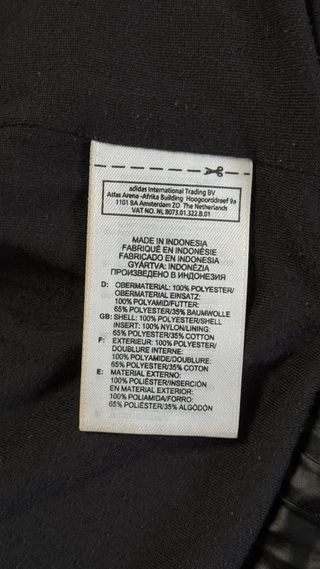 adidas International Trading BV
Atlas Arena -Afrika Building Hoogoorddreef 9a
1101 BA Amsterdam ZO The Netherlands
VAT NO. NL 8073.01.322.B.01
MADE IN INDONESIA
FABRIQUÉ EN INDONÉSIE
FABRICADO EN INDONESIA
GYÁRTVA: INDONÉZIA
ПРОИЗВЕДЕНО В ИНДОНЕЗИЯ
D: OBERMATERIAL: 100% POLYESTER/
OBERMATERIAL EINSATZ:
100% POLYAMID/FUTTER:
65% POLYESTER/35% BAUMWOLLE
GB: SHELL: 100% POLYESTER/SHELL
INSERT: 100% NYLON/LINING:
65% POLYESTER/35% COTTON
F: EXTERIEUR: 100% POLYESTER/
DOUBLURE INTERNE:
100% POLYAMIDE/DOUBLURE:
65% POLYESTER/35% COTON
E: MATERIAL EXTERNO:
100% POLIÉSTER/INSERCIÓN
EN MATERIAL EXTERIOR:
100% POLIAMIDA/FORRO:
65% POLIÉSTER/35% ALGODÓN